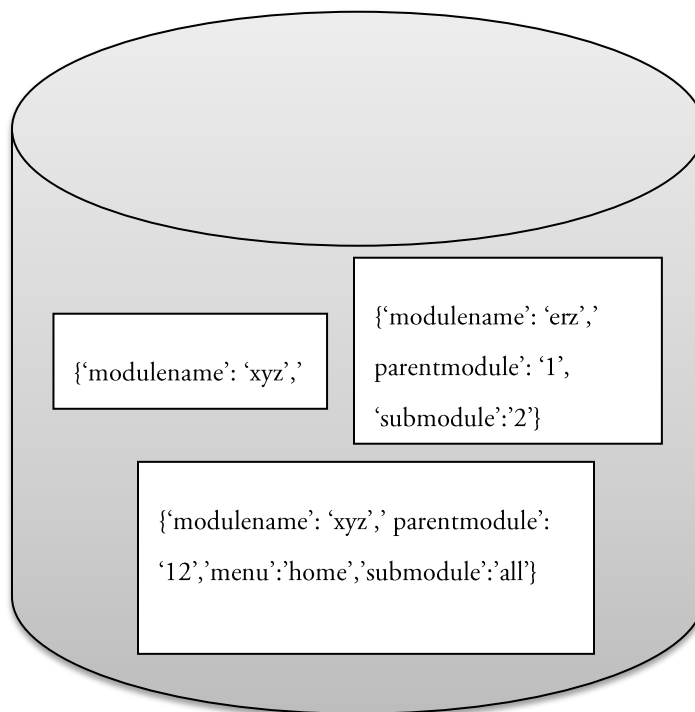 {‘modulename’: ‘xyz’,’
{‘modulename’: ‘erz’,’
parentmodule’: ‘1’,
‘submodule’:’2’}
{‘modulename’: ‘xyz’,’ parentmodule’:
‘12’,’menu’:’home’,’submodule’:’all’}